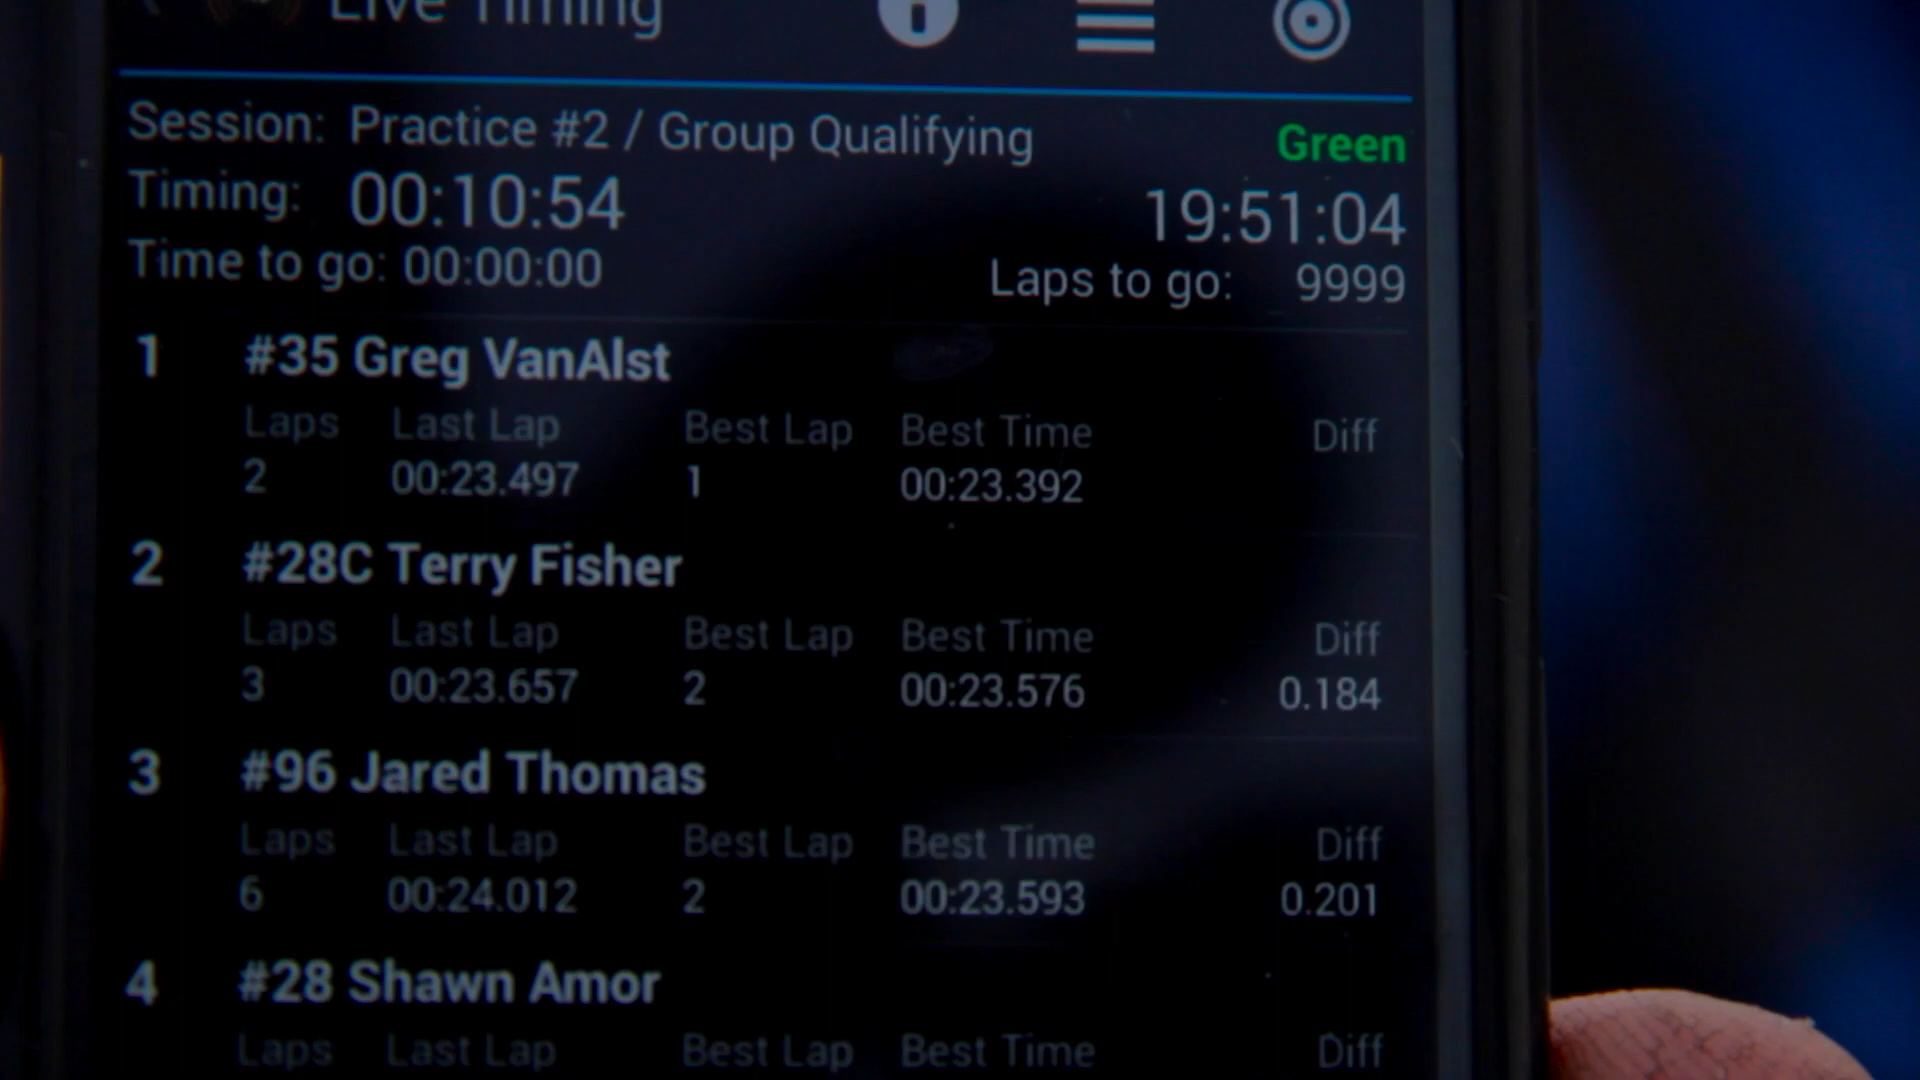 Live Timing
Session: Practice #2 / Group Qualifying Green
Timing: 00:10:54 19:51:04
Time to go: 00:00:00 Laps to go: 9999
1 #35 Greg VanAlst
Laps Last Lap Best Lap Best Time Diff
2 00:23.497 1 00:23.392
2 #28C Terry Fisher
Laps Last Lap Best Lap Best Time Diff
3 00:23.657 2 00:23.576 0.184
3 #96 Jared Thomas
Laps Last Lap Best Lap Best Time Diff
6 00:24.012 2 00:23.593 0.201
4 #28 Shawn Amor
Laps Last Lap Best Lap Best Time Diff